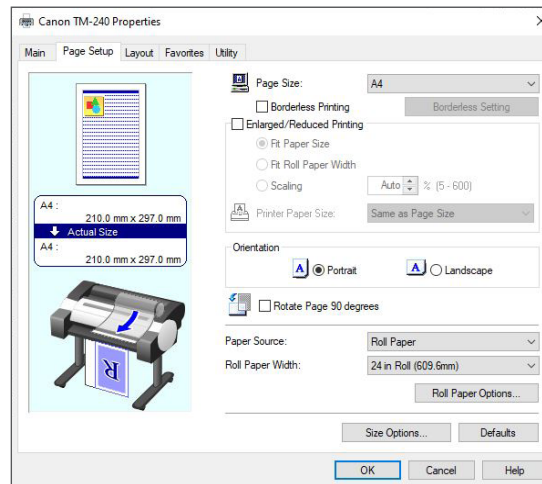 Canon TM-240 Properties
Main Page Setup Layout Favorites Utility
Page Size: A4
Borderless Printing Borderless Setting
Enlarged/Reduced Printing
Fit Paper Size
Fit Roll Paper Width
Scaling Auto % (5 - 600)
Printer Paper Size: Same as Page Size
A4 :
210.0 mm x 297.0 mm
Actual Size
A4 :
210.0 mm x 297.0 mm
Orientation
A Portrait A Landscape
Rotate Page 90 degrees
R
Paper Source: Roll Paper
Roll Paper Width: 24 in Roll (609.6mm)
Roll Paper Options...
Size Options... Defaults
OK Cancel Help